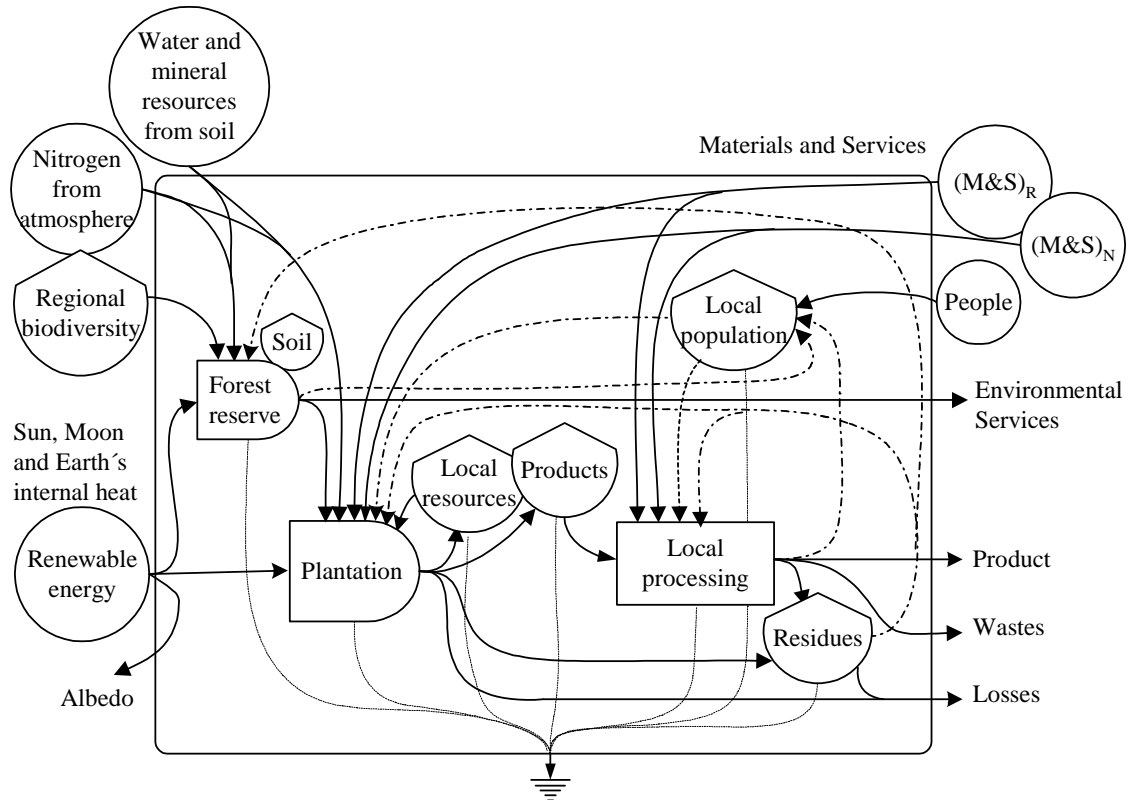 Water and
mineral
resources
from soil
Nitrogen
from
atmosphere
Regional
biodiversity
Soil
Forest
reserve
Sun, Moon
and Earth´s
internal heat
Renewable
energy
Albedo
Plantation
Local
resources
Products
Local
processing
Local
population
Residues
Materials and Services
(M&S)R
(M&S)N
People
Environmental
Services
Product
Wastes
Losses